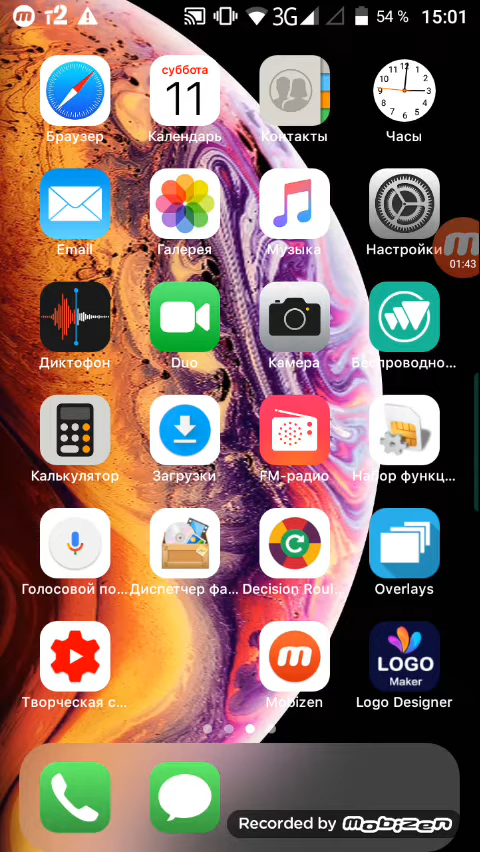 т2 3G 54 % 15:01
суббота
11
12
Браузер Календарь Контакты Часы
Email Галерея Музыка Настройки
01:43
Диктофон Duo Камера Беспроводно...
Калькулятор Загрузки FM-радио Набор функц...
Голосовой по... Диспетчер фа... Decision Roul... Overlays
LOGO
Maker
Творческая с... Mobizen Logo Designer
Recorded by mobizen